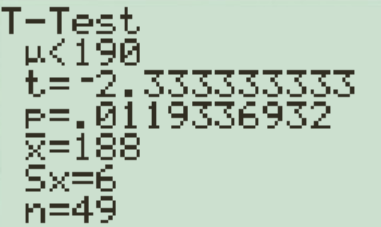 T-Test
μ<190
t=-2.333333333
p=.0119336932
x̄=188
Sx=6
n=49